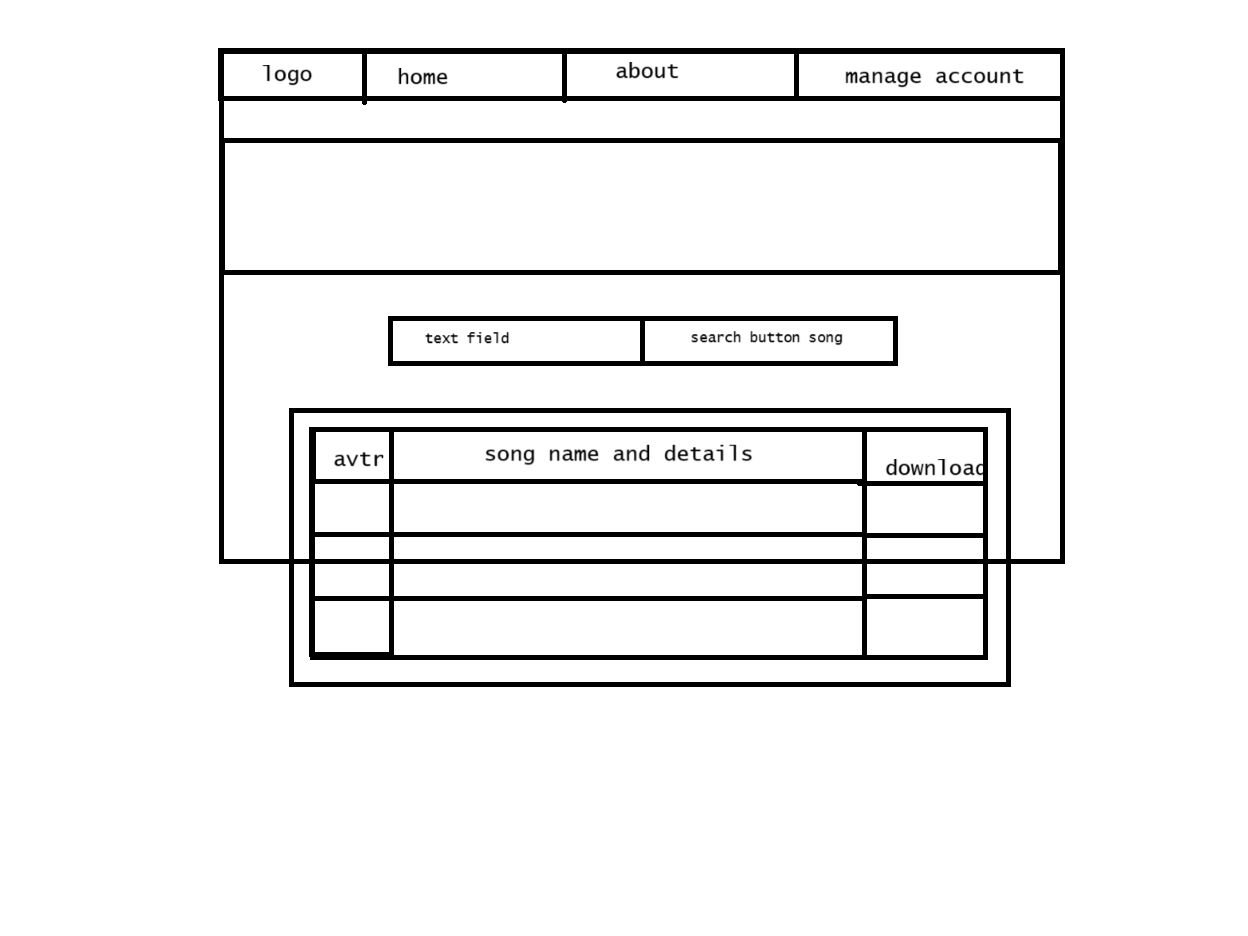 logo
home
about
manage account
text field
search button song
avtr
song name and details
download